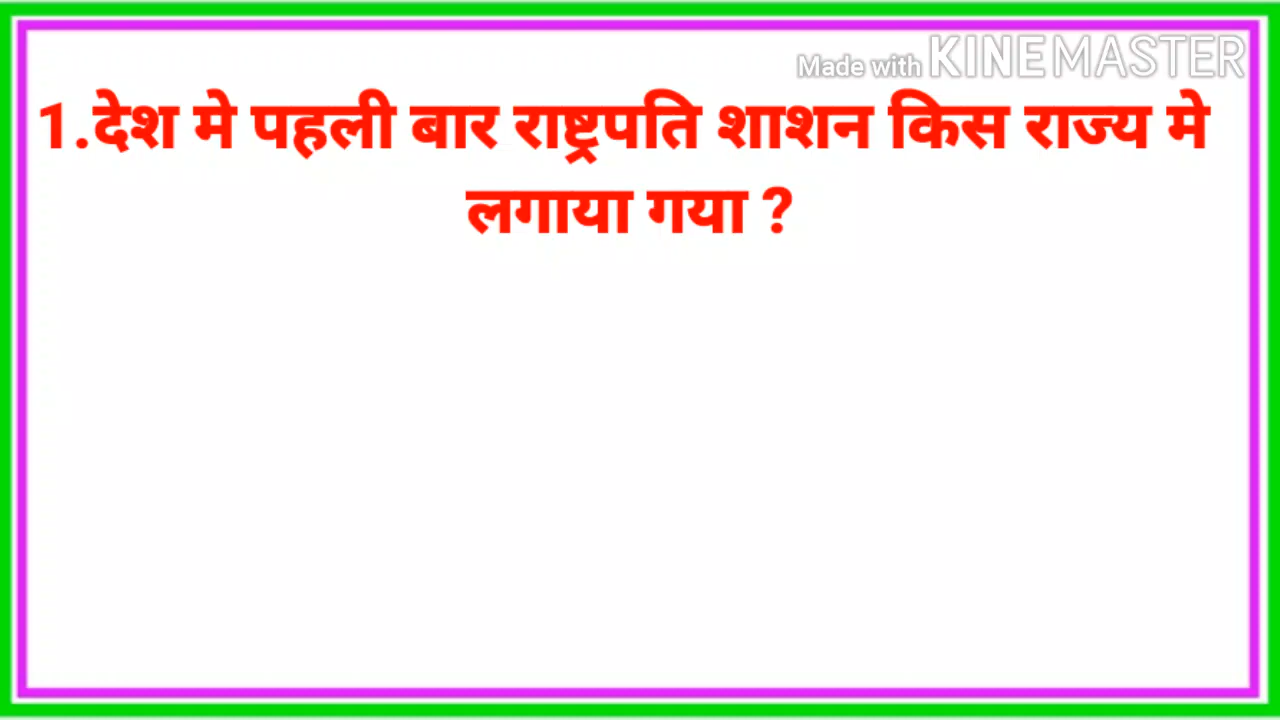 Made with KINEMASTER
1.देश मे पहली बार राष्ट्रपति शाशन किस राज्य मे
लगाया गया ?